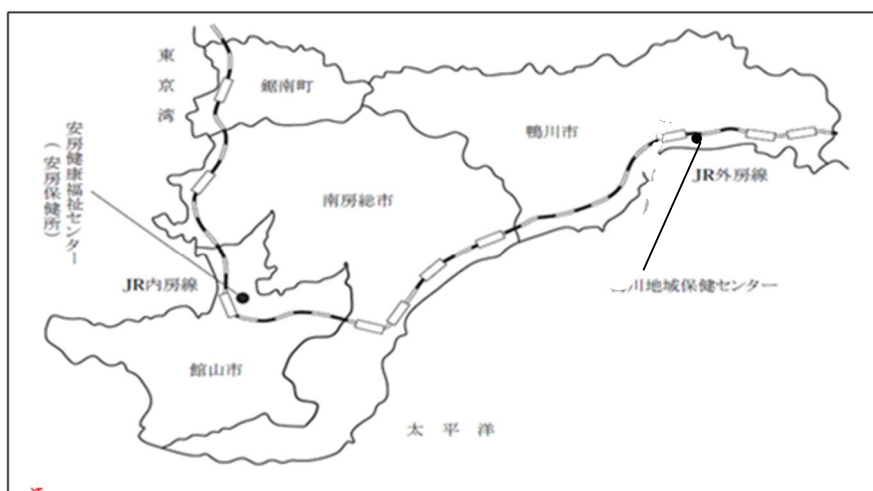 東京湾
鋸南町
鴨川市
安房健康福祉センター
（安房保健所）
南房総市
JR外房線
JR内房線
川地域保健センター
館山市
太平洋